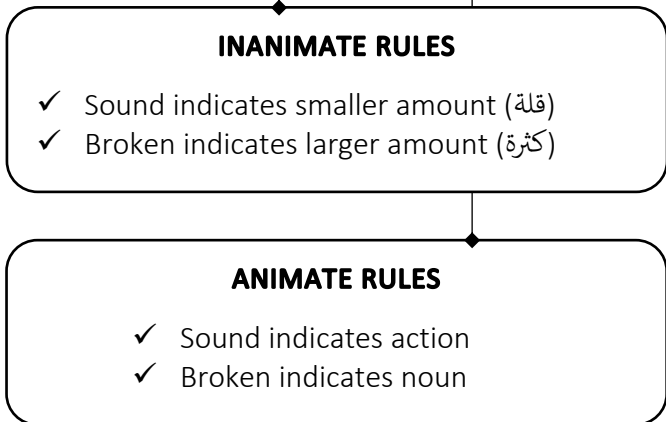 INANIMATE RULES
✓ Sound indicates smaller amount (قلة)
✓ Broken indicates larger amount (كثرة)
ANIMATE RULES
✓ Sound indicates action
✓ Broken indicates noun